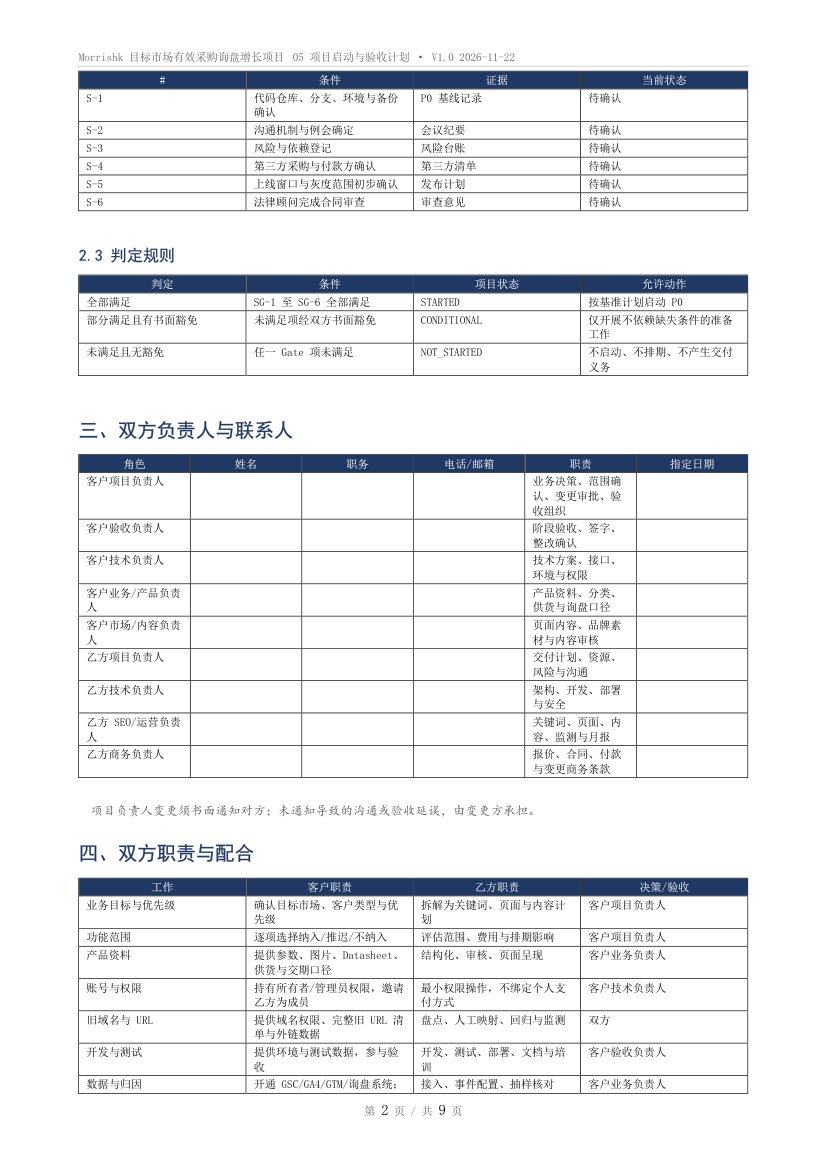 Morrishk 目标市场有效采购询盘增长项目 05 项目启动与验收计划 • V1.0 2026-11-22
# 条件 证据 当前状态
S-1 代码仓库、分支、环境与备份 P0 基线记录 待确认
确认
S-2 沟通机制与例会确定 会议纪要 待确认
S-3 风险与依赖登记 风险台账 待确认
S-4 第三方采购与付款方确认 第三方清单 待确认
S-5 上线窗口与灰度范围初步确认 发布计划 待确认
S-6 法律顾问完成合同审查 审查意见 待确认
2.3 判定规则
判定 条件 项目状态 允许动作
全部满足 SG-1 至 SG-6 全部满足 STARTED 按基准计划启动 P0
部分满足且有书面豁免 未满足项经双方书面豁免 CONDITIONAL 仅开展不依赖缺失条件的准备
工作
未满足且无豁免 任一 Gate 项未满足 NOT_STARTED 不启动、不排期、不产生交付
义务
三、双方负责人与联系人
角色 姓名 职务 电话/邮箱 职责 指定日期
客户项目负责人 业务决策、范围确
认、变更审批、验
收组织
客户验收负责人 阶段验收、签字、
整改确认
客户技术负责人 技术方案、接口、
环境与权限
客户业务/产品负责 产品资料、分类、
人 供货与询盘口径
客户市场/内容负责 页面内容、品牌素
人 材与内容审核
乙方项目负责人 交付计划、资源、
风险与沟通
乙方技术负责人 架构、开发、部署
与安全
乙方 SEO/运营负责 关键词、页面、内
人 容、监测与月报
乙方商务负责人 报价、合同、付款
与变更商务条款
项目负责人变更须书面通知对方；未通知导致的沟通或验收延误，由变更方承担。
四、双方职责与配合
工作 客户职责 乙方职责 决策/验收
业务目标与优先级 确认目标市场、客户类型与优 拆解为关键词、页面与内容计 客户项目负责人
先级 划
功能范围 逐项选择纳入/推迟/不纳入 评估范围、费用与排期影响 客户项目负责人
产品资料 提供参数、图片、Datasheet、 结构化、审核、页面呈现 客户业务负责人
供货与交期口径
账号与权限 持有所有者/管理员权限，邀请 最小权限操作，不绑定个人支 客户技术负责人
乙方为成员 付方式
旧域名与 URL 提供域名权限、完整旧 URL 清 盘点、人工映射、回归与监测 双方
单与外链数据
开发与测试 提供环境与测试数据，参与验 开发、测试、部署、文档与培 客户验收负责人
收 训
数据与归因 开通 GSC/GA4/GTM/询盘系统； 接入、事件配置、抽样核对 客户业务负责人
第 2 页 / 共 9 页